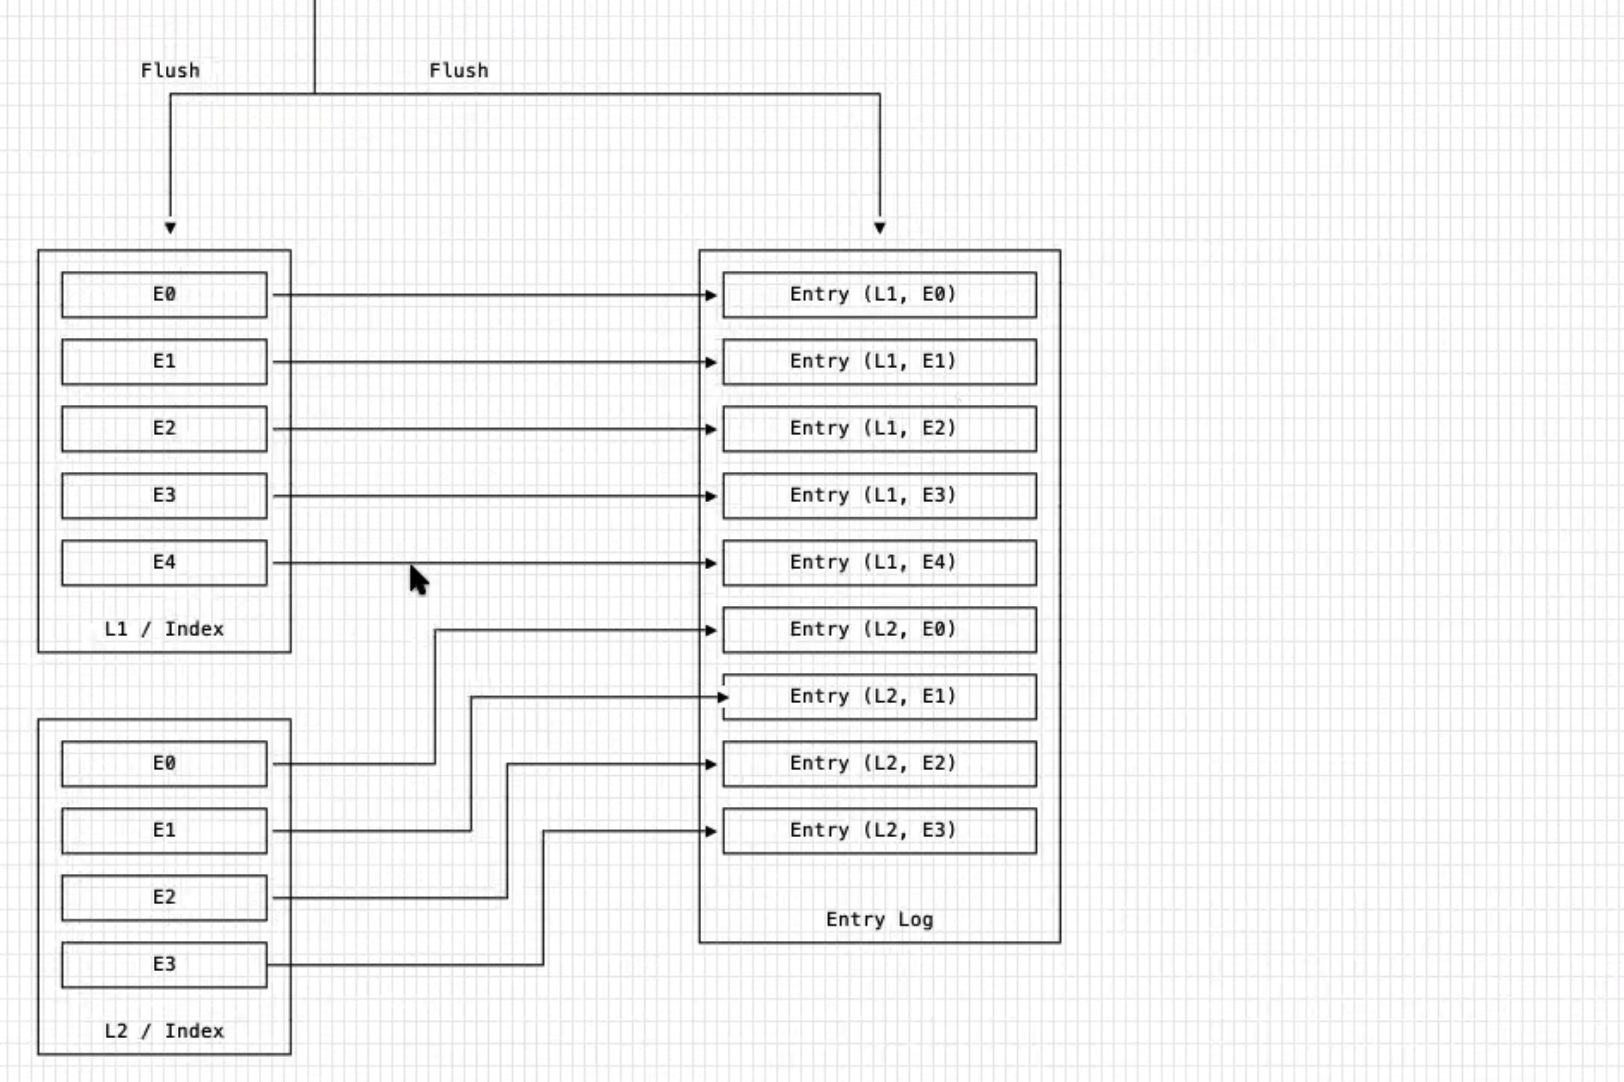 Flush
Flush
E0
E1
E2
E3
E4
L1 / Index
E0
E1
E2
E3
L2 / Index
Entry (L1, E0)
Entry (L1, E1)
Entry (L1, E2)
Entry (L1, E3)
Entry (L1, E4)
Entry (L2, E0)
Entry (L2, E1)
Entry (L2, E2)
Entry (L2, E3)
Entry Log